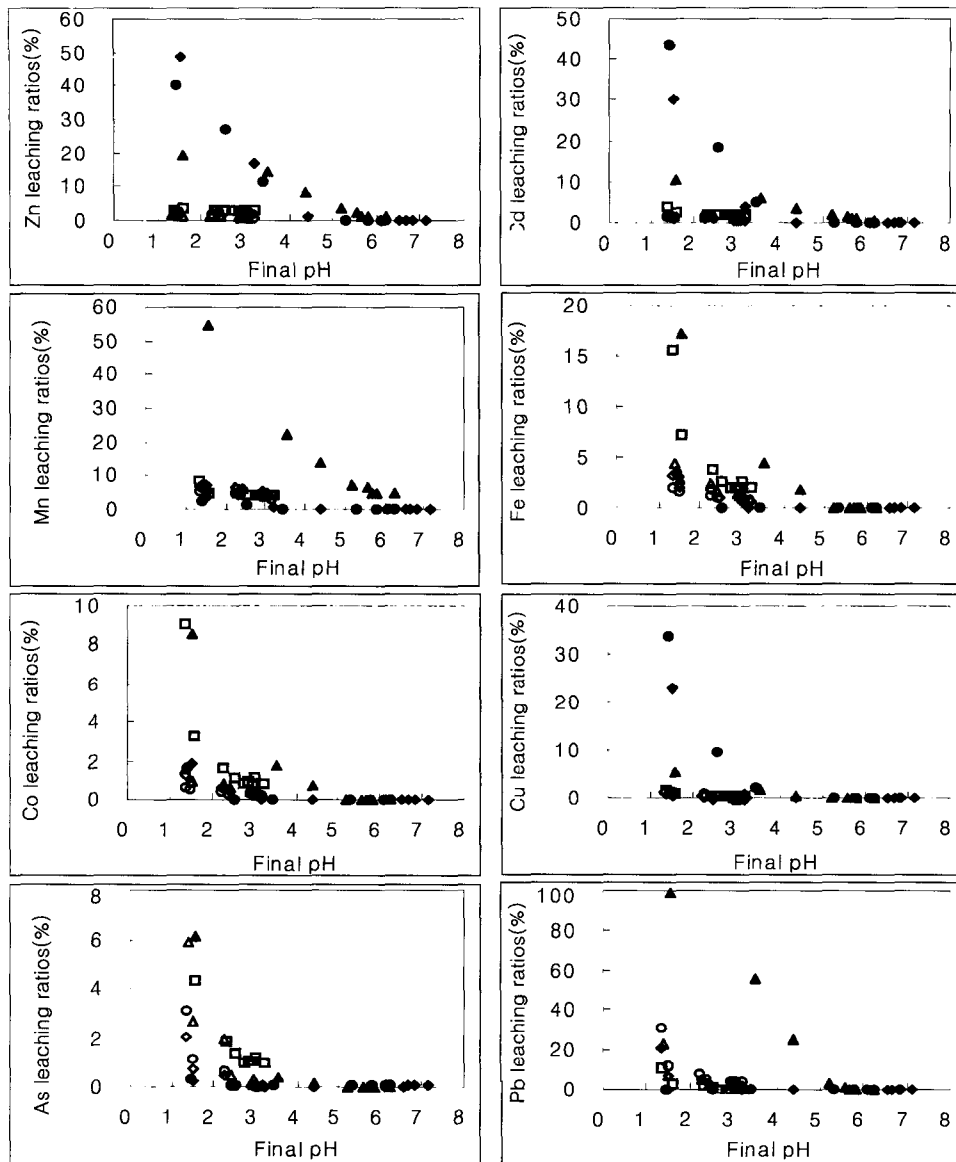 Zn leaching ratios(%)
60
50
40
30
20
10
0
0 1 2 3 4 5 6 7 8
Final pH
Cd leaching ratios(%)
50
40
30
20
10
0
0 1 2 3 4 5 6 7 8
Final pH
Mn leaching ratios(%)
60
50
40
30
20
10
0
0 1 2 3 4 5 6 7 8
Final pH
Fe leaching ratios(%)
20
15
10
5
0
0 1 2 3 4 5 6 7 8
Final pH
Co leaching ratios(%)
10
8
6
4
2
0
0 1 2 3 4 5 6 7 8
Final pH
Cu leaching ratios(%)
40
30
20
10
0
0 1 2 3 4 5 6 7 8
Final pH
As leaching ratios(%)
8
6
4
2
0
0 1 2 3 4 5 6 7 8
Final pH
Pb leaching ratios(%)
100
80
60
40
20
0
0 1 2 3 4 5 6 7 8
Final pH